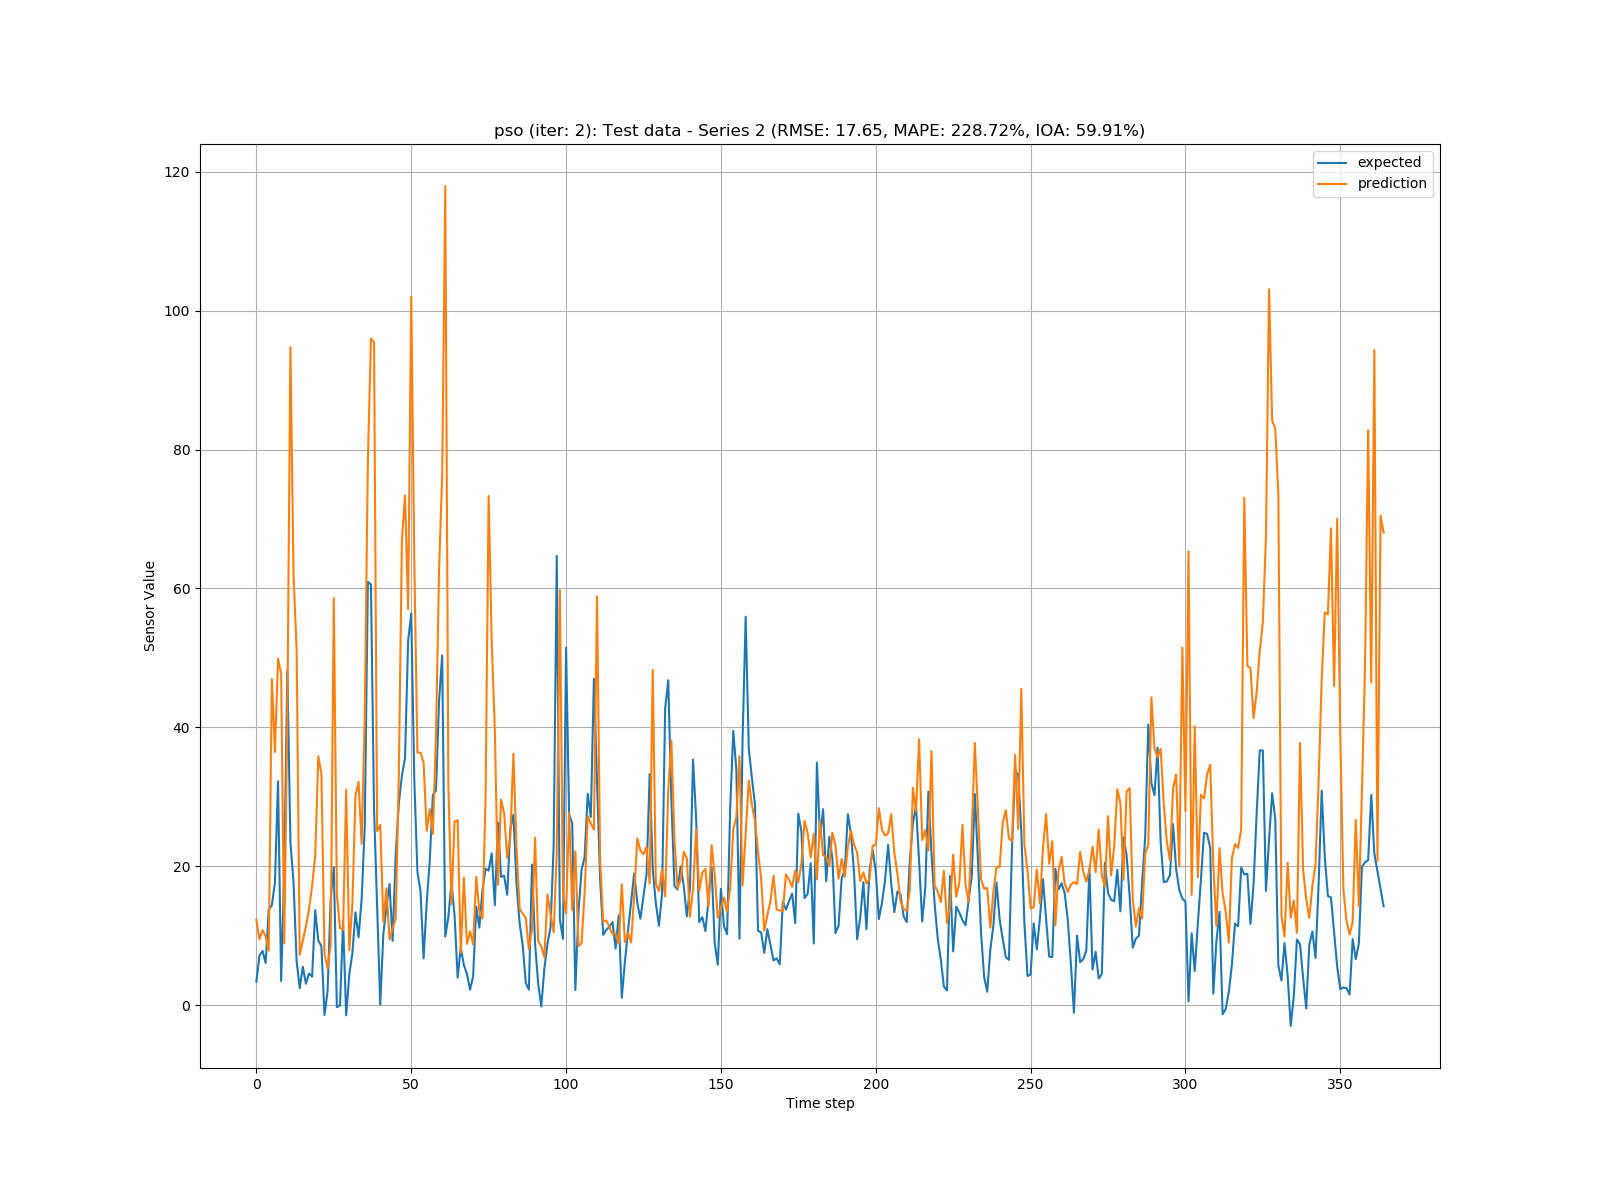 pso (iter: 2): Test data - Series 2 (RMSE: 17.65, MAPE: 228.72%, IOA: 59.91%)
expected
prediction
120
100
80
60
40
20
0
Sensor Value
0 50 100 150 200 250 300 350
Time step